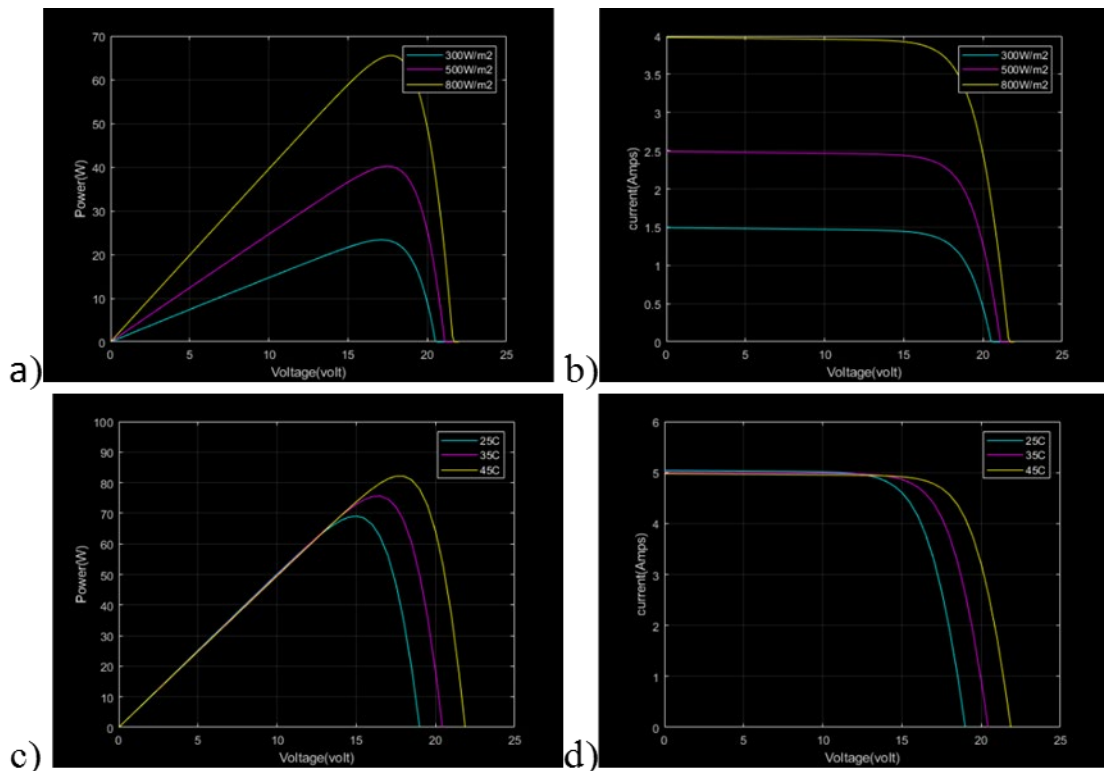 70
60
50
40
30
20
10
0
Power(W)
300W/m2
500W/m2
800W/m2
0 5 10 15 20 25
Voltage(volt)
a)
4
3.5
3
2.5
2
1.5
1
0.5
0
current(Amps)
300W/m2
500W/m2
800W/m2
0 5 10 15 20 25
Voltage(volt)
b)
100
90
80
70
60
50
40
30
20
10
0
Power(W)
25C
35C
45C
0 5 10 15 20 25
Voltage(volt)
c)
6
5
4
3
2
1
0
current(Amps)
25C
35C
45C
0 5 10 15 20 25
Voltage(volt)
d)